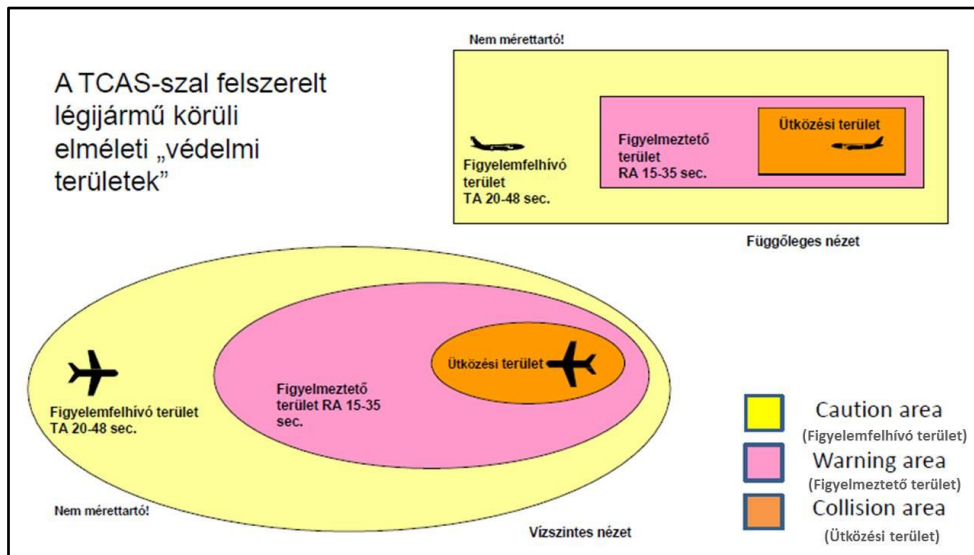 Nem mérettartó!
A TCAS-szal felszerelt
légijármű körüli
elméleti „védelmi
területek”
Figyelemfelhívó
terület
TA 20-48 sec.
Figyelmeztető
terület
RA 15-35 sec.
Ütközési terület
Függőleges nézet
Figyelemfelhívó terület
TA 20-48 sec.
Figyelmeztető
terület RA 15-35
sec.
Ütközési terület
Nem mérettartó!
Vízszintes nézet
Caution area
(Figyelemfelhívó terület)
Warning area
(Figyelmeztető terület)
Collision area
(Ütközési terület)